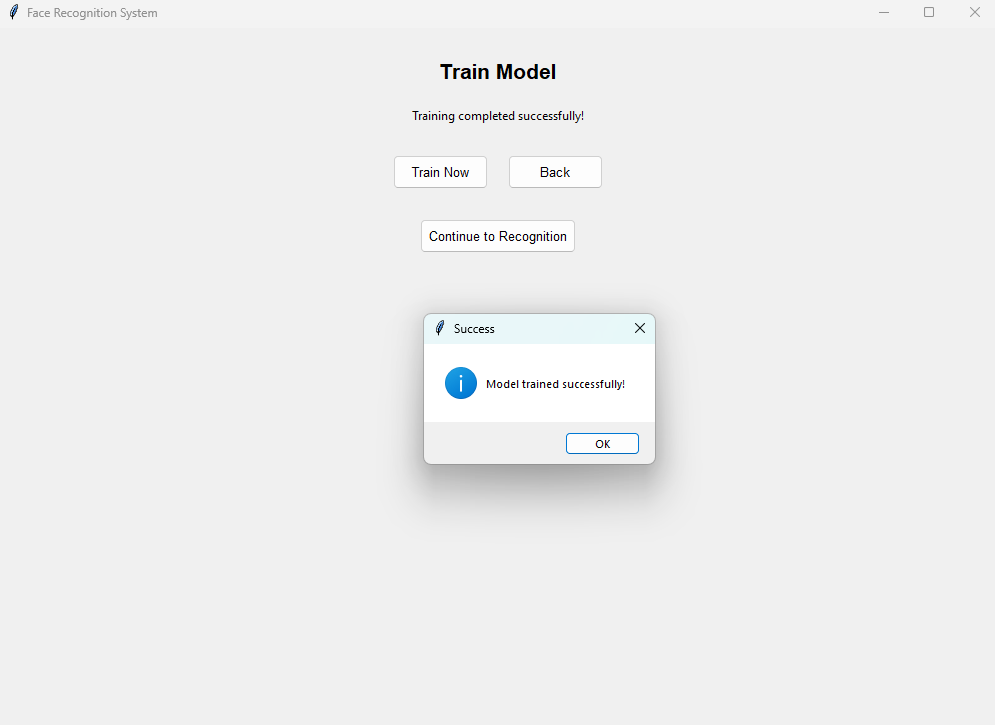 Face Recognition System
Train Model
Training completed successfully!
Train Now
Back
Continue to Recognition
Success
Model trained successfully!
OK